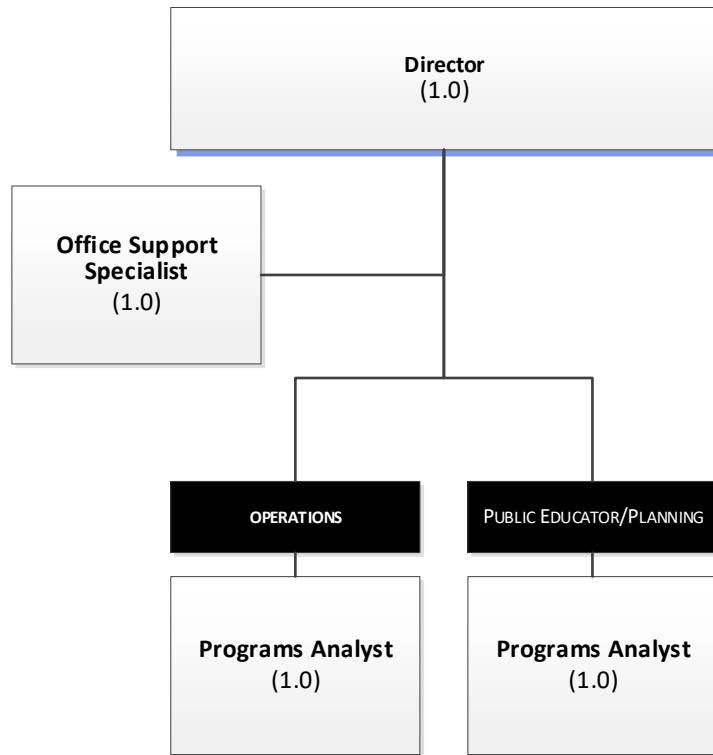 Director
(1.0)
Office Support
Specialist
(1.0)
OPERATIONS
PUBLIC EDUCATOR/PLANNING
Programs Analyst
(1.0)
Programs Analyst
(1.0)